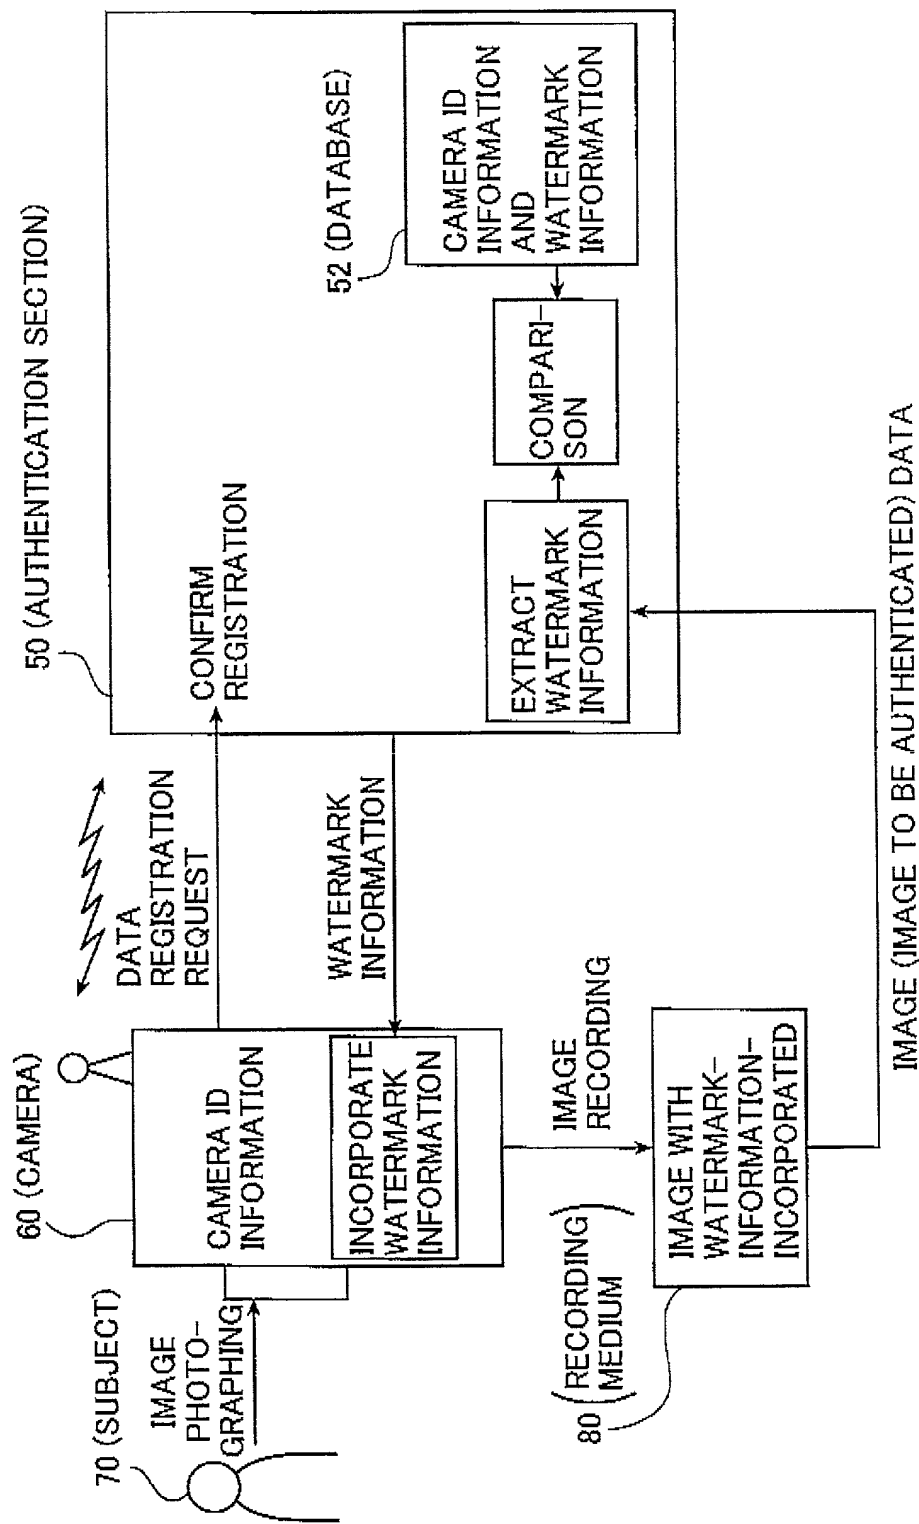 70 (SUBJECT)
IMAGE
PHOTO-
GRAPHING
60 (CAMERA)
CAMERA ID
INFORMATION
INCORPORATE
WATERMARK
INFORMATION
DATA
REGISTRATION
REQUEST
WATERMARK
INFORMATION
50 (AUTHENTICATION SECTION)
CONFIRM
REGISTRATION
52 (DATABASE)
CAMERA ID
INFORMATION
AND
WATERMARK
INFORMATION
COMPARI-
SON
EXTRACT
WATERMARK
INFORMATION
IMAGE
RECORDING
80 (RECORDING
MEDIUM)
IMAGE WITH
WATERMARK-
INFORMATION-
INCORPORATED
IMAGE (IMAGE TO BE AUTHENTICATED) DATA